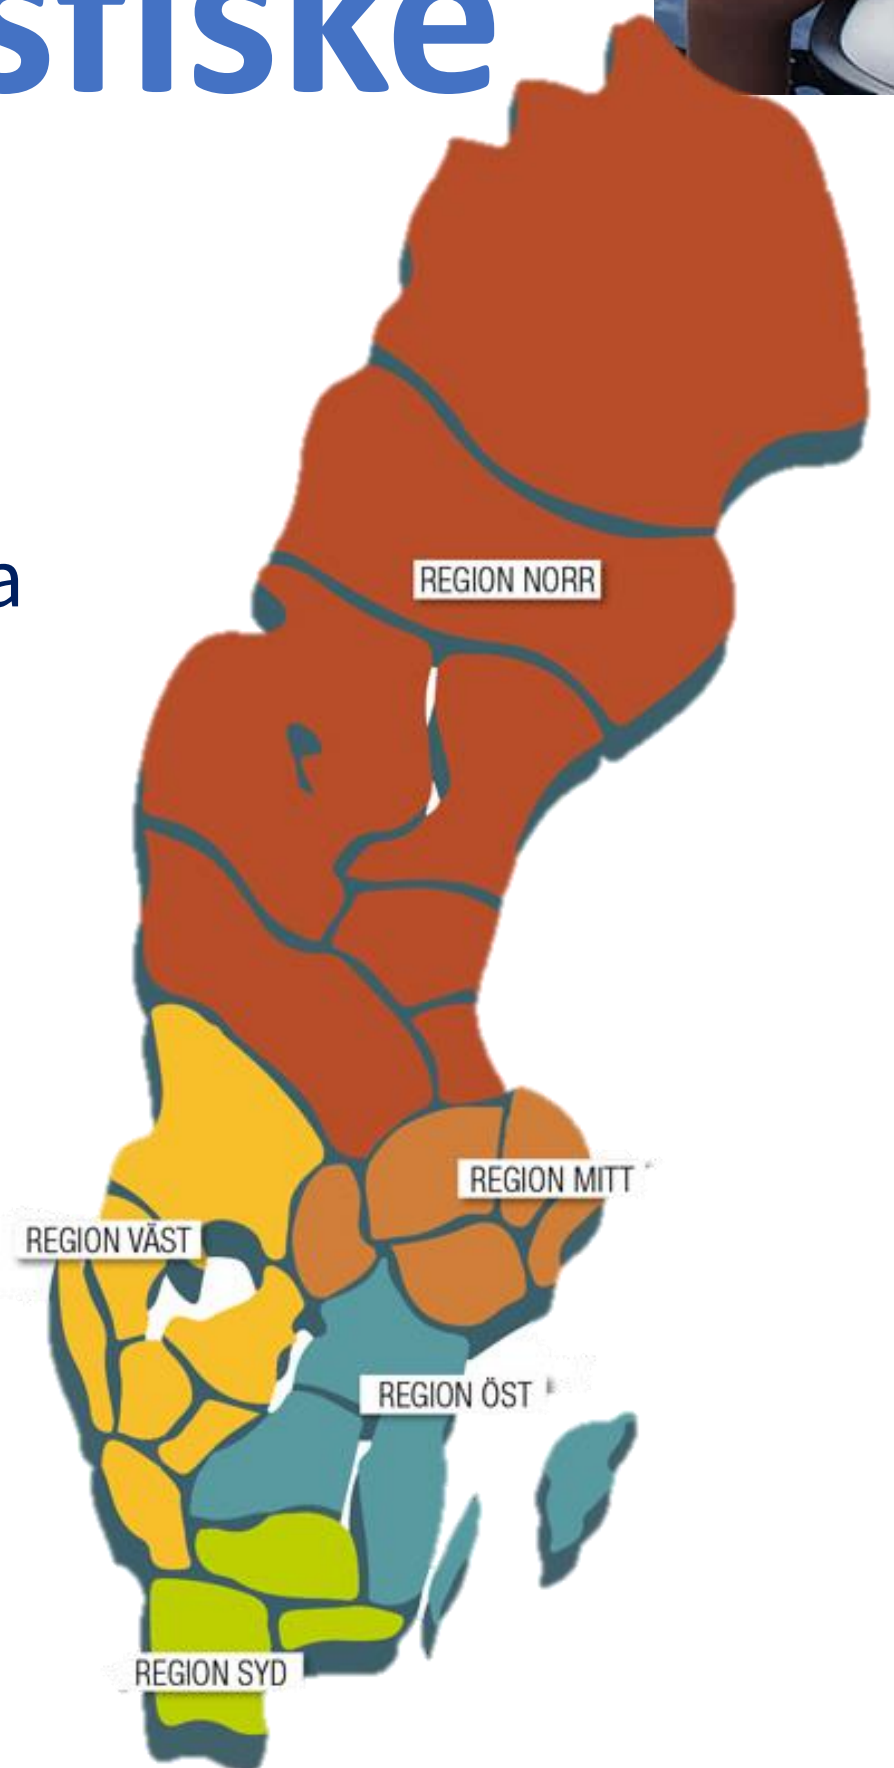 sfiske
a
REGION NORR
REGION MITT
REGION VÄST
REGION ÖST
REGION SYD